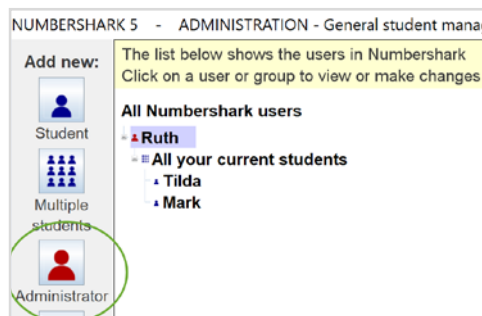 NUMBERSHARK 5 - ADMINISTRATION - General student manag
Add new:
Student
Multiple
students
Administrator
The list below shows the users in Numbershark
Click on a user or group to view or make changes
All Numbershark users
Ruth
All your current students
Tilda
Mark